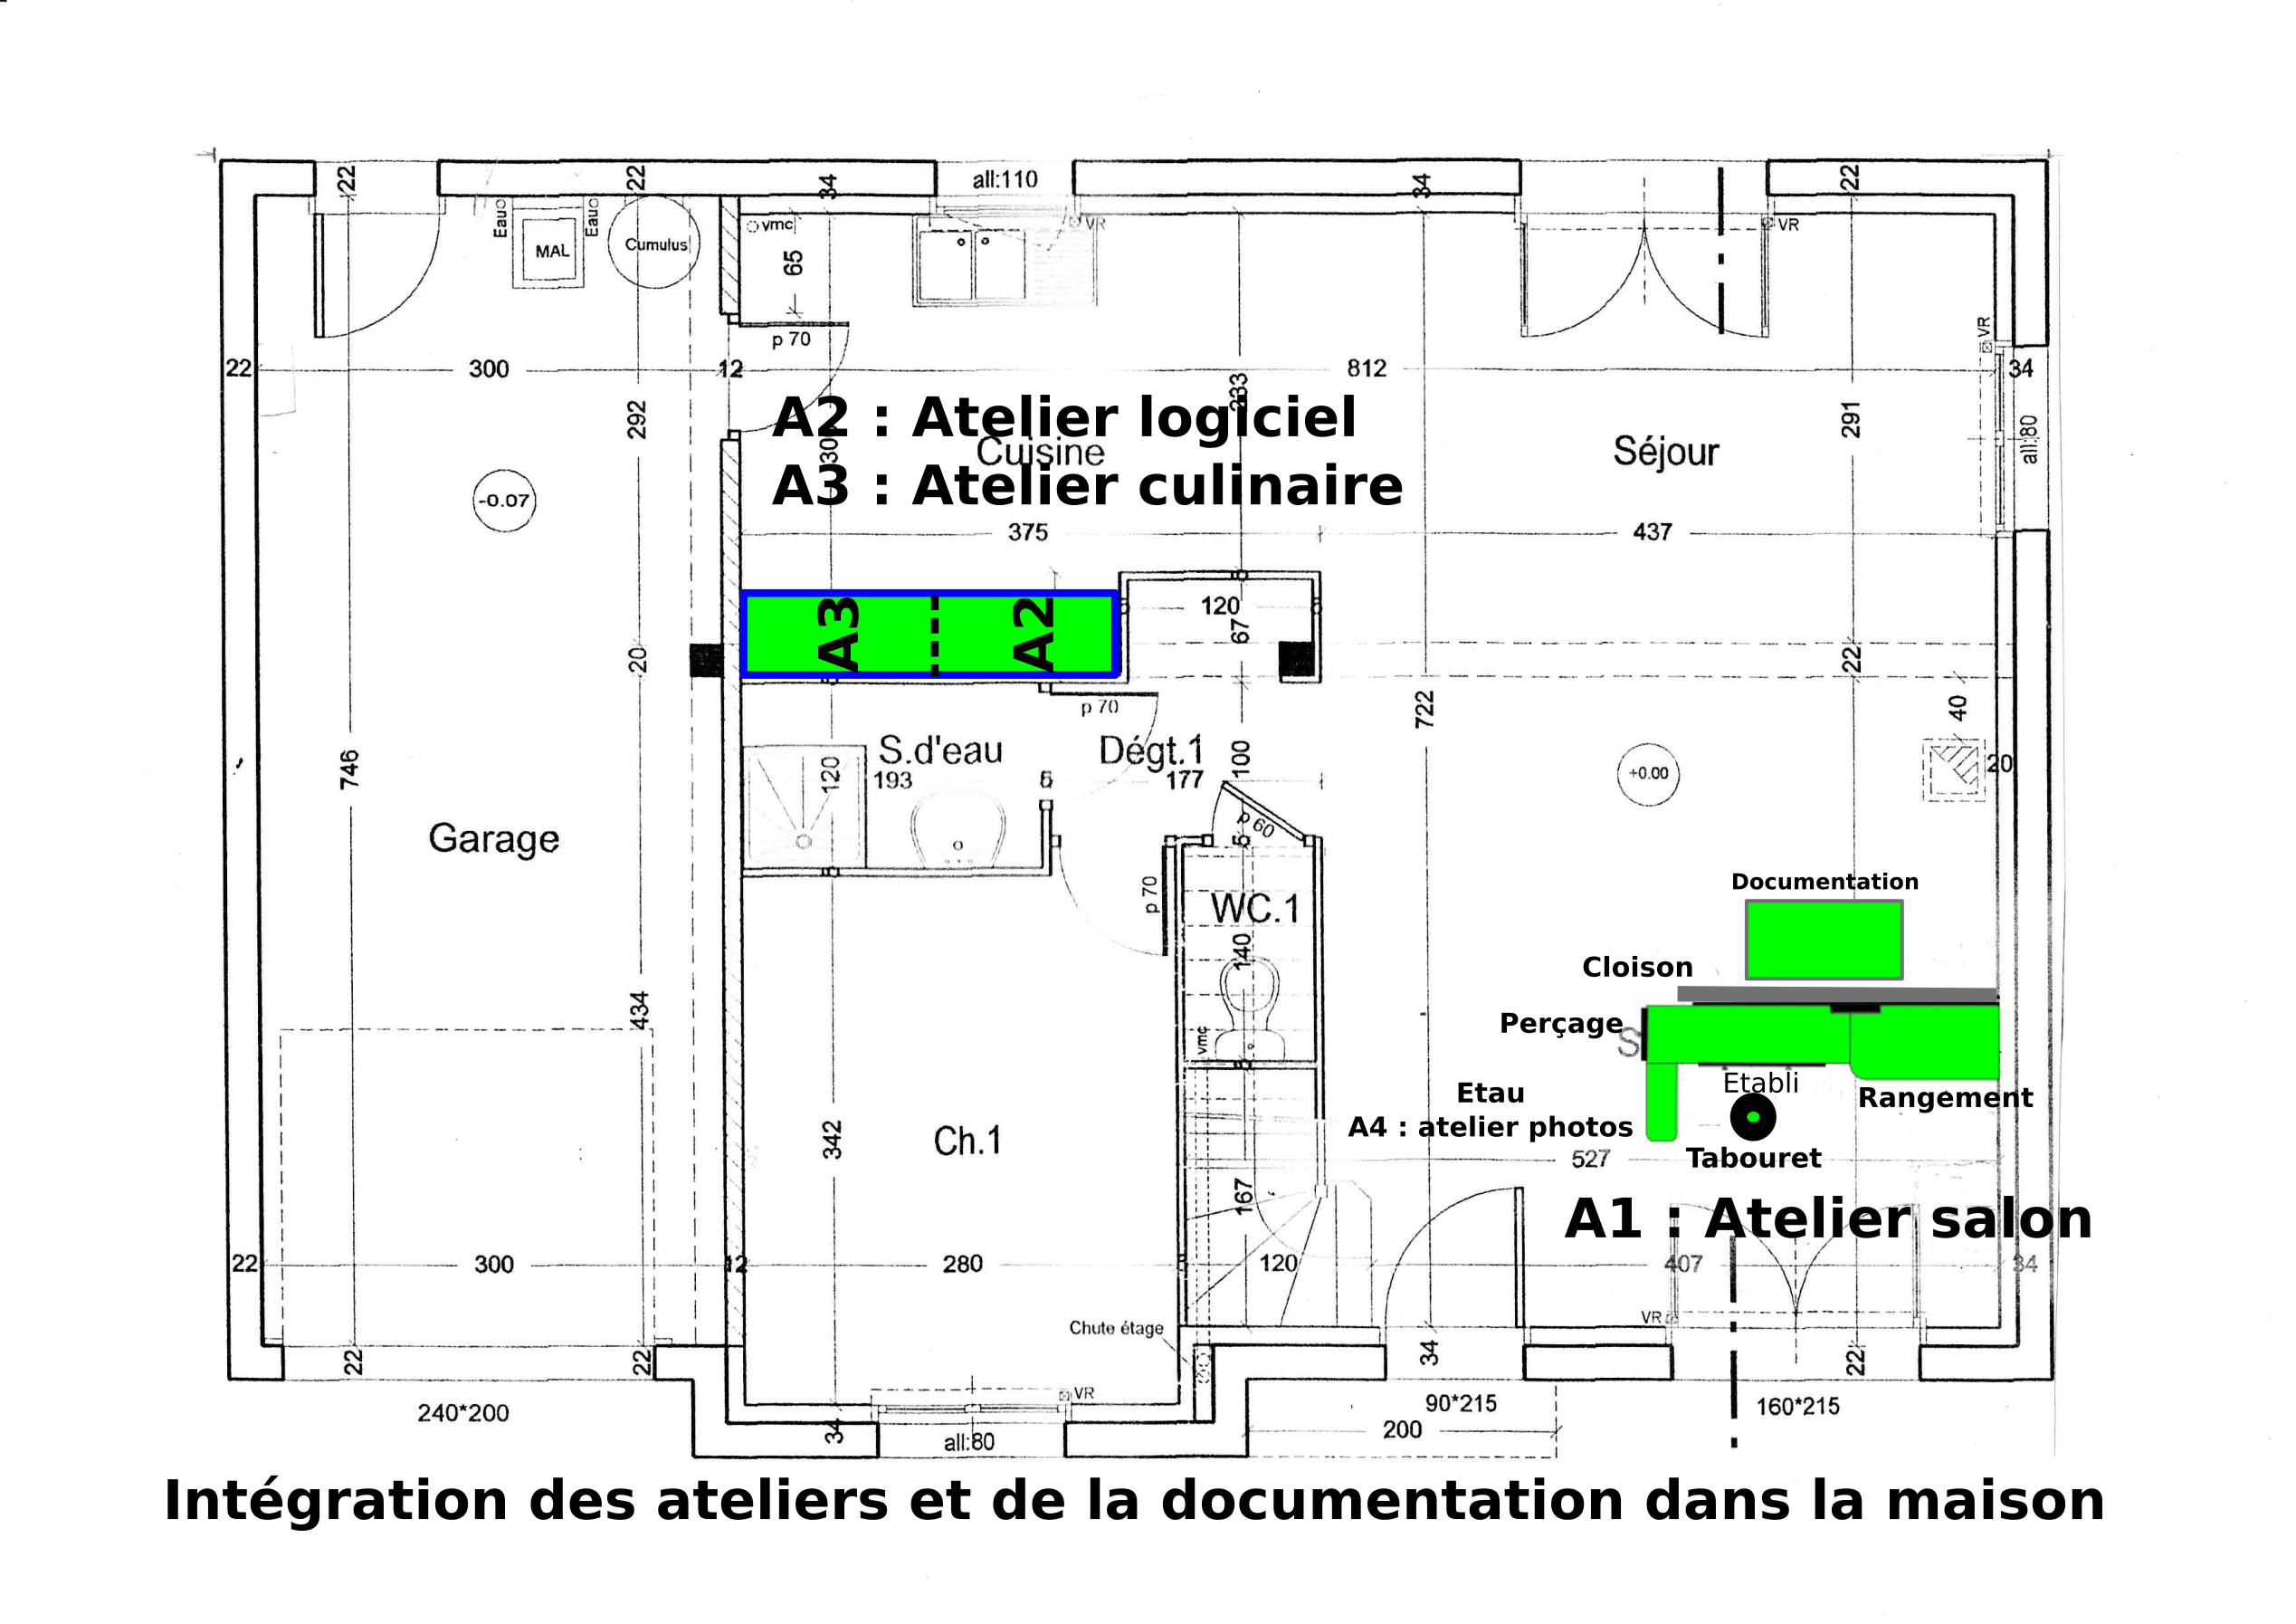 22
22
34
all:110
34
22
Eau
MAL
Eau
Cumulus
vmc
65
VR
VR
VR
p 70
22
300
12
812
34
292
233
291
all:80
A2 : Atelier logiciel
Cuisine
Séjour
A3 : Atelier culinaire
-0.07
375
437
A3
A2
120
67
20
22
p 70
722
40
746
S.d'eau
Dégt.1
100
120
193
5
177
+0.00
20
Garage
p 60
5
p 70
WC.1
140
Documentation
Cloison
434
vmc
Perçage
S
Etabli
Etau
Rangement
A4 : atelier photos
342
Ch.1
Tabouret
527
167
A1 : Atelier salon
22
300
12
280
5
120
407
34
Chute étage
VR
22
22
34
22
240*200
VR
90*215
160*215
34
all:80
200
Intégration des ateliers et de la documentation dans la maison